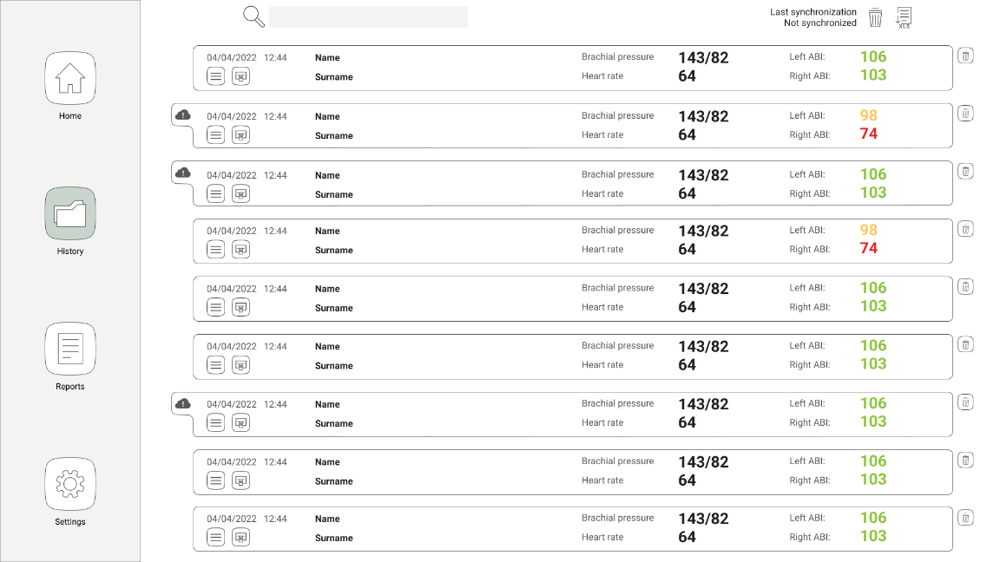 Last synchronization
Not synchronized
XLS
Home
History
Reports
Settings
04/04/2022 12:44 Name Brachial pressure 143/82 Left ABI: 106
Surname Heart rate 64 Right ABI: 103
04/04/2022 12:44 Name Brachial pressure 143/82 Left ABI: 98
Surname Heart rate 64 Right ABI: 74
04/04/2022 12:44 Name Brachial pressure 143/82 Left ABI: 106
Surname Heart rate 64 Right ABI: 103
04/04/2022 12:44 Name Brachial pressure 143/82 Left ABI: 98
Surname Heart rate 64 Right ABI: 74
04/04/2022 12:44 Name Brachial pressure 143/82 Left ABI: 106
Surname Heart rate 64 Right ABI: 103
04/04/2022 12:44 Name Brachial pressure 143/82 Left ABI: 106
Surname Heart rate 64 Right ABI: 103
04/04/2022 12:44 Name Brachial pressure 143/82 Left ABI: 106
Surname Heart rate 64 Right ABI: 103
04/04/2022 12:44 Name Brachial pressure 143/82 Left ABI: 106
Surname Heart rate 64 Right ABI: 103
04/04/2022 12:44 Name Brachial pressure 143/82 Left ABI: 106
Surname Heart rate 64 Right ABI: 103